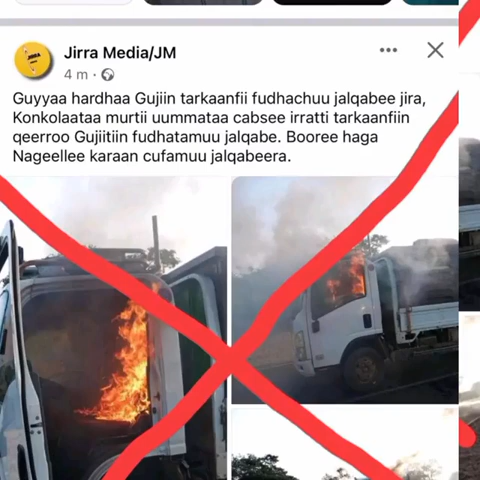 JIRRA
Jirra Media/JM
4 m ·
Guyyaa hardhaa Gujiin tarkaanfii fudhachuu jalqabee jira,
Konkolaataa murtii uummataa cabsee irratti tarkaanfiin
qeerroo Gujiitiin fudhatamuu jalqabe. Booree haga
Nageellee karaan cufamuu jalqabeera.